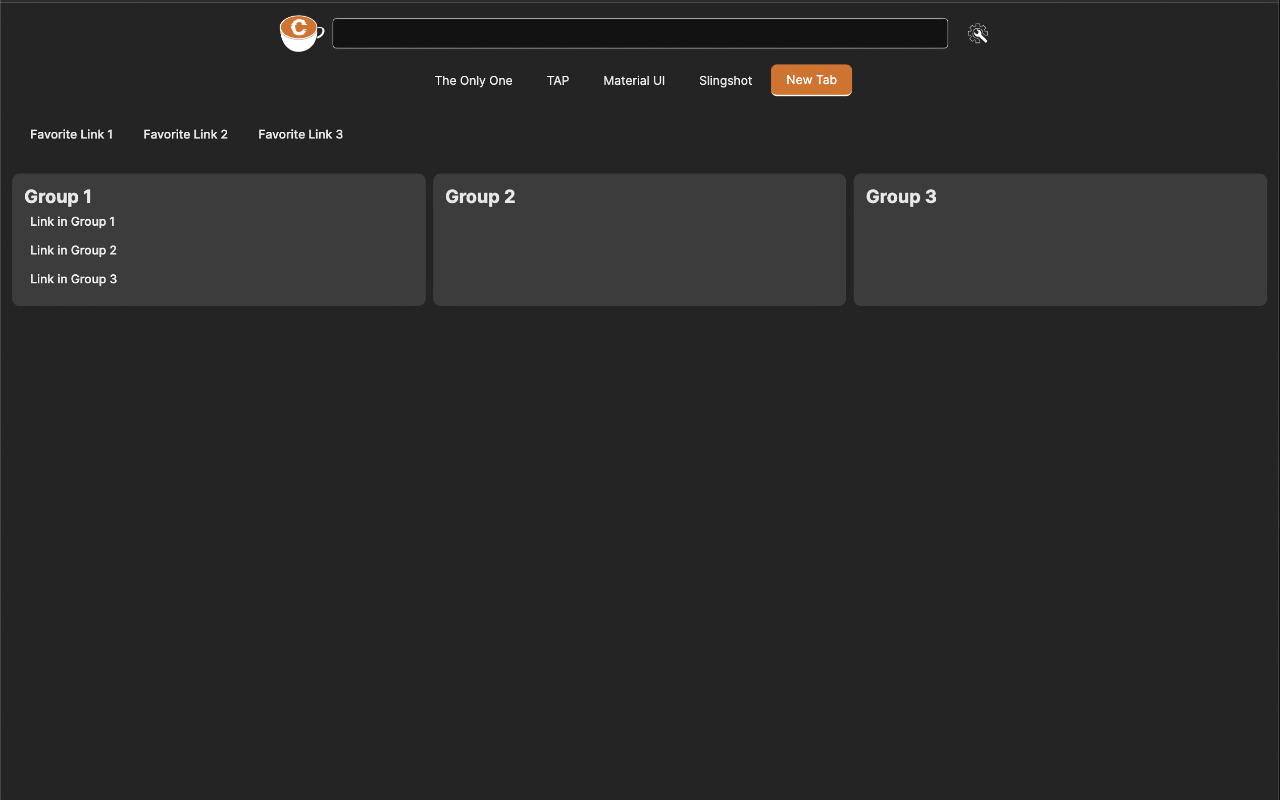 C
The Only One TAP Material UI Slingshot New Tab
Favorite Link 1 Favorite Link 2 Favorite Link 3
Group 1
Link in Group 1
Link in Group 2
Link in Group 3
Group 2
Group 3